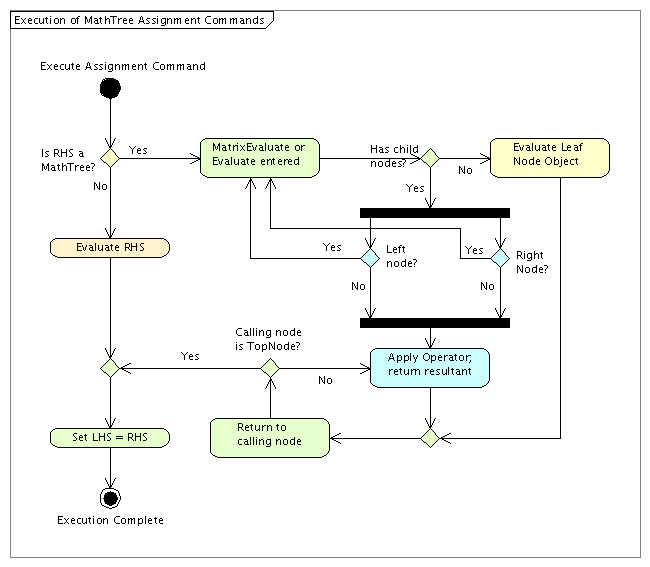 Execution of MathTree Assignment Commands
Execute Assignment Command
Is RHS a
MathTree?
Yes
No
MatrixEvaluate or
Evaluate entered
Has child
nodes?
No
Yes
Evaluate Leaf
Node Object
Evaluate RHS
Yes
Left
node?
No
Yes
Right
Node?
No
Calling node
is TopNode?
Yes
No
Apply Operator;
return resultant
Return to
calling node
Set LHS = RHS
Execution Complete